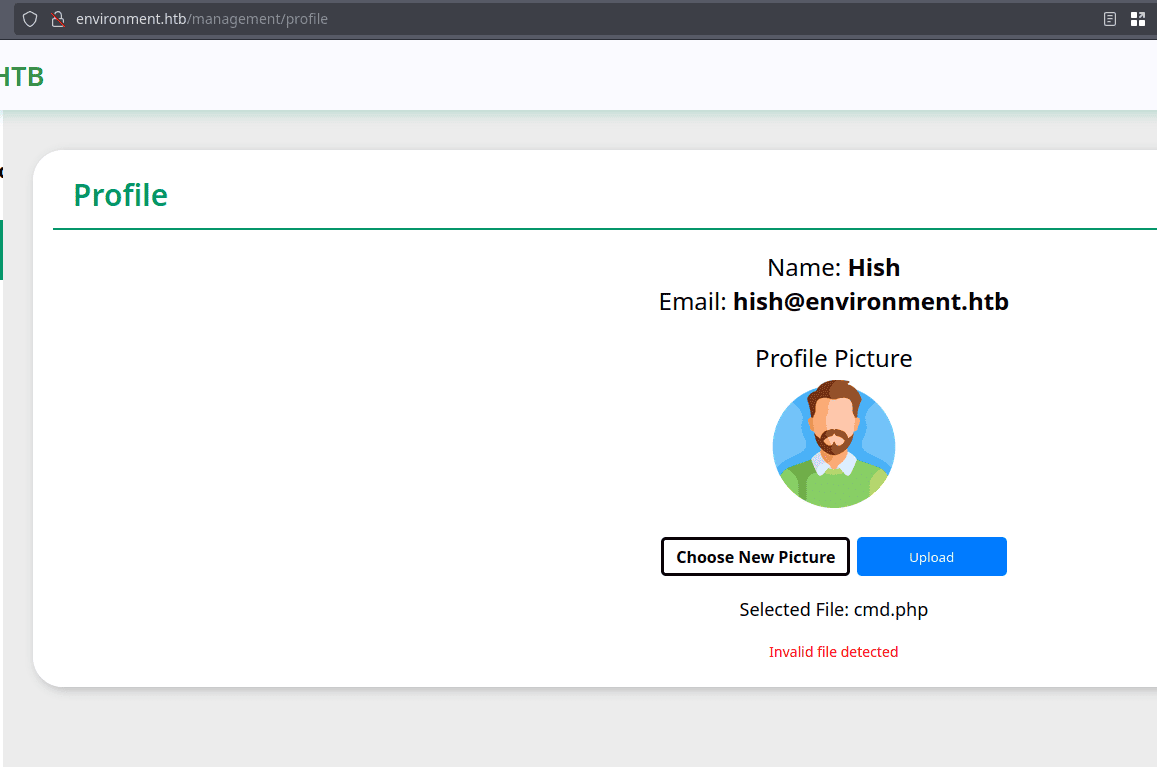 environment.htb/management/profile
HTB
Profile
Name: Hish
Email: hish@environment.htb
Profile Picture
Choose New Picture
Upload
Selected File: cmd.php
Invalid file detected